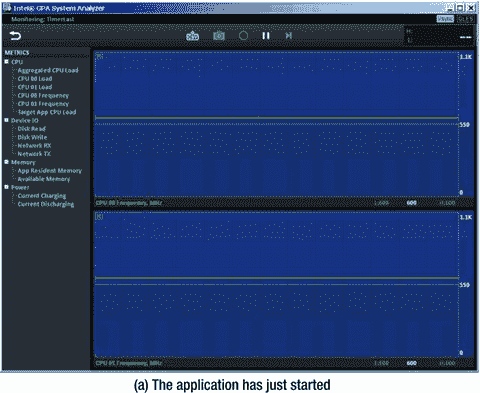 Intel® GPA System Analyzer
Monitoring: Timertast
METRICS
CPU
Aggregated CPU Load
CPU 00 Load
CPU 01 Load
CPU 00 Frequency
CPU 01 Frequency
Target App CPU Load
Device IO
Disk Read
Disk Write
Network RX
Network TX
Memory
App Resident Memory
Available Memory
Power
Current Charging
Current Discharging
1.1K
550
0
CPU 00 Frequency, MHz
600
1.1K
550
0
CPU 01 Frequency, MHz
600
(a) The application has just started